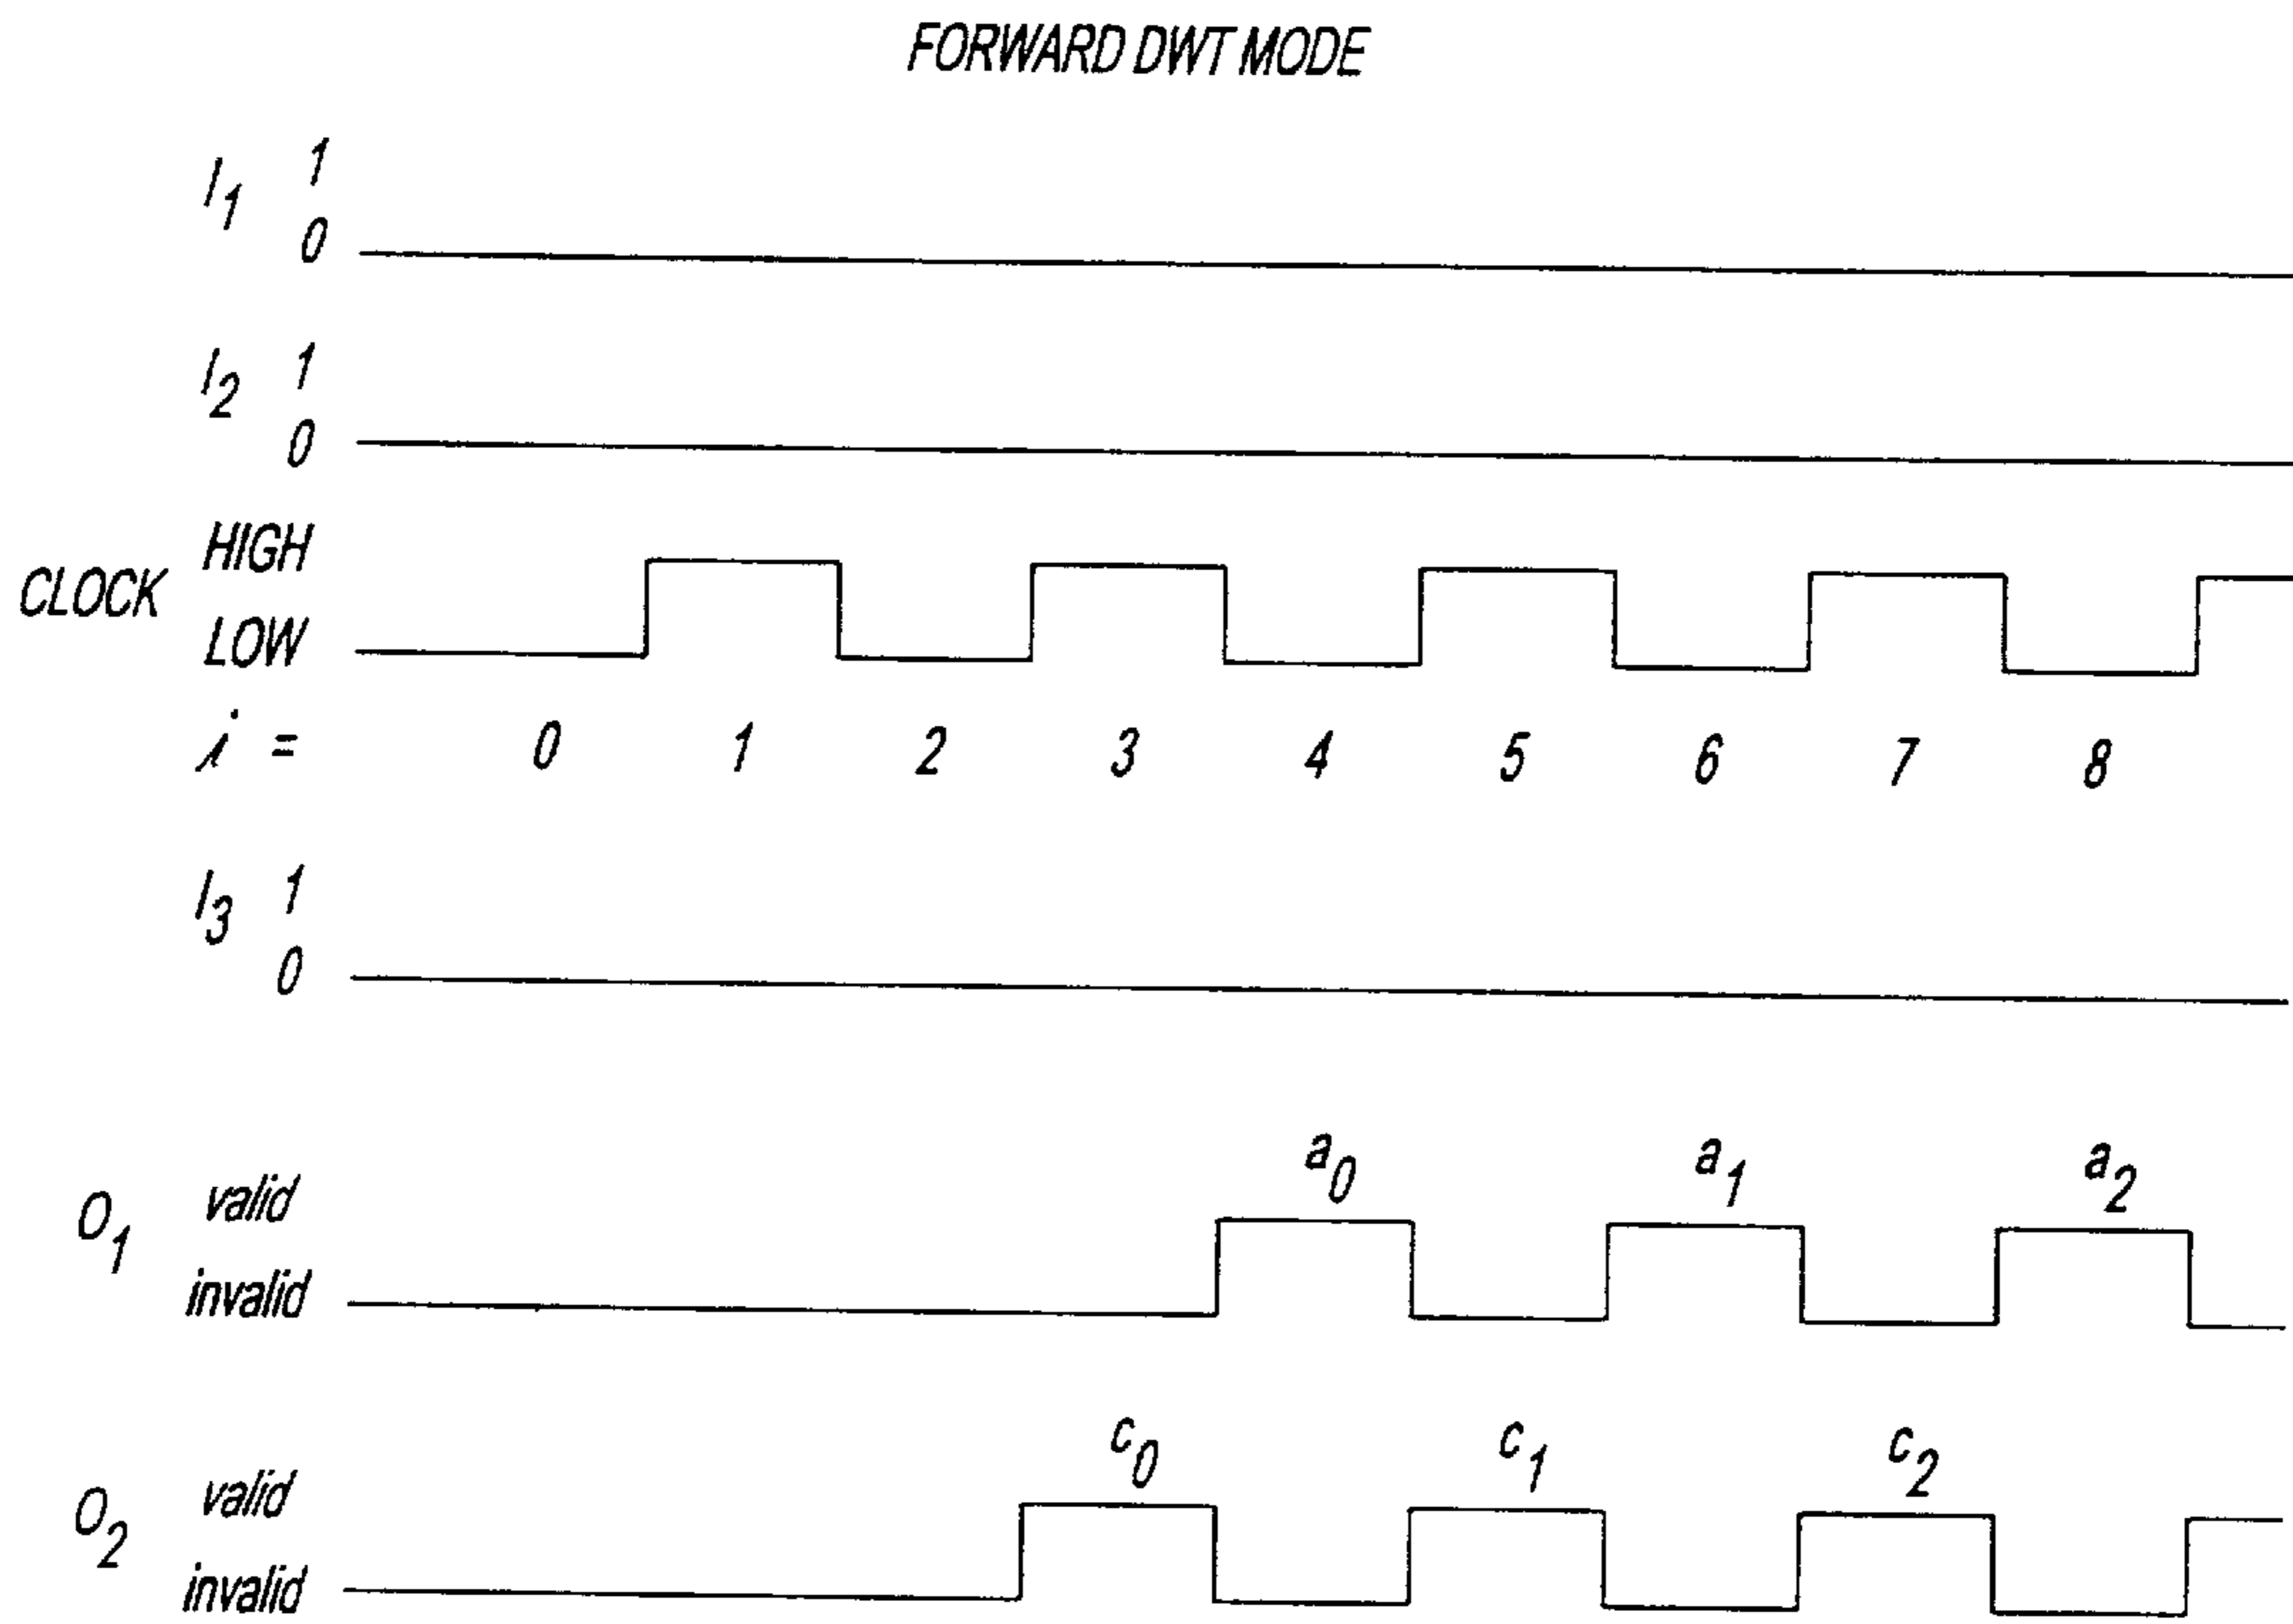 FORWARD DWT MODE
I1 1
0
I2 1
0
CLOCK HIGH
LOW
i = 0 1 2 3 4 5 6 7 8
I3 1
0
a0 a1 a2
O1 valid
invalid
c0 c1 c2
O2 valid
invalid